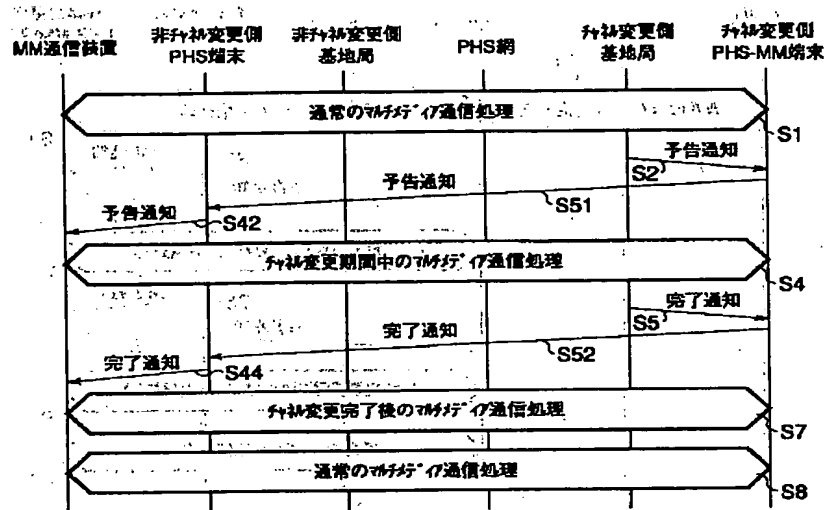 MM通信装置
非ﾁｬﾈﾙ変更側
PHS端末
非ﾁｬﾈﾙ変更側
基地局
PHS網
ﾁｬﾈﾙ変更側
基地局
ﾁｬﾈﾙ変更側
PHS-MM端末
通常のﾏﾙﾁﾒﾃﾞｨｱ通信処理
S1
予告通知
S2
予告通知
S51
予告通知
S42
ﾁｬﾈﾙ変更期間中のﾏﾙﾁﾒﾃﾞｨｱ通信処理
S4
完了通知
S5
完了通知
S52
完了通知
S44
ﾁｬﾈﾙ変更完了後のﾏﾙﾁﾒﾃﾞｨｱ通信処理
S7
通常のﾏﾙﾁﾒﾃﾞｨｱ通信処理
S8